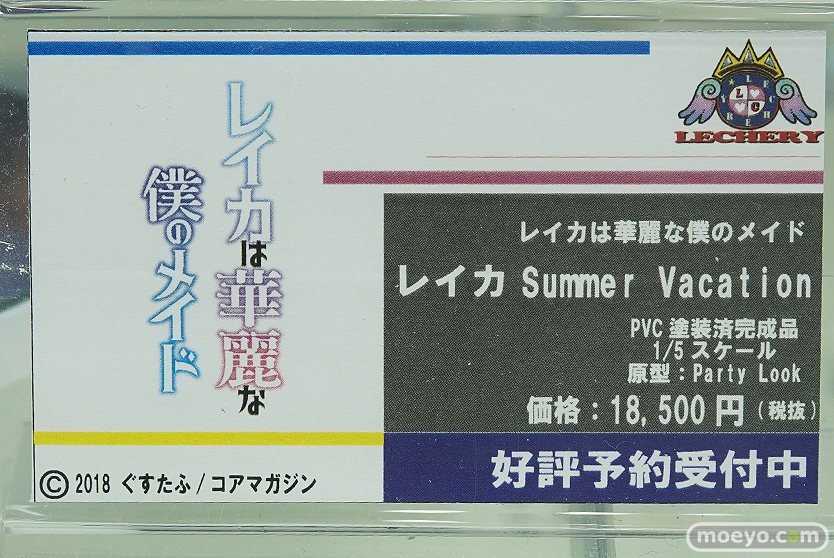 レイカは華麗な
僕のメイド
LECHERY
レイカは華麗な僕のメイド
レイカ Summer Vacation
PVC 塗装済完成品
1/5 スケール
原型：Party Look
価格：18,500 円（税抜）
好評予約受付中
©2018 ぐすたふ/コアマガジン
moeyo.com